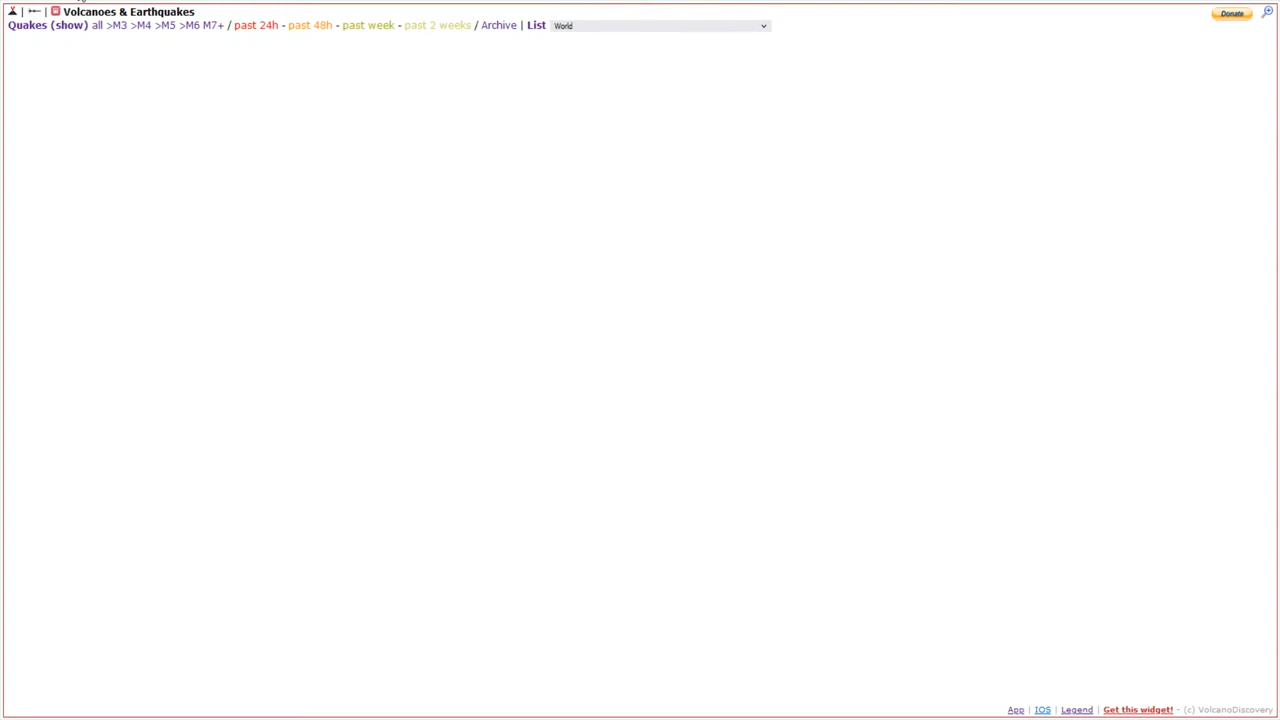 | | Volcanoes & Earthquakes
Donate
Quakes (show) all >M3 >M4 >M5 >M6 M7+ / past 24h - past 48h - past week - past 2 weeks / Archive | List World
App | IOS | Legend | Get this widget! - (c) VolcanoDiscovery